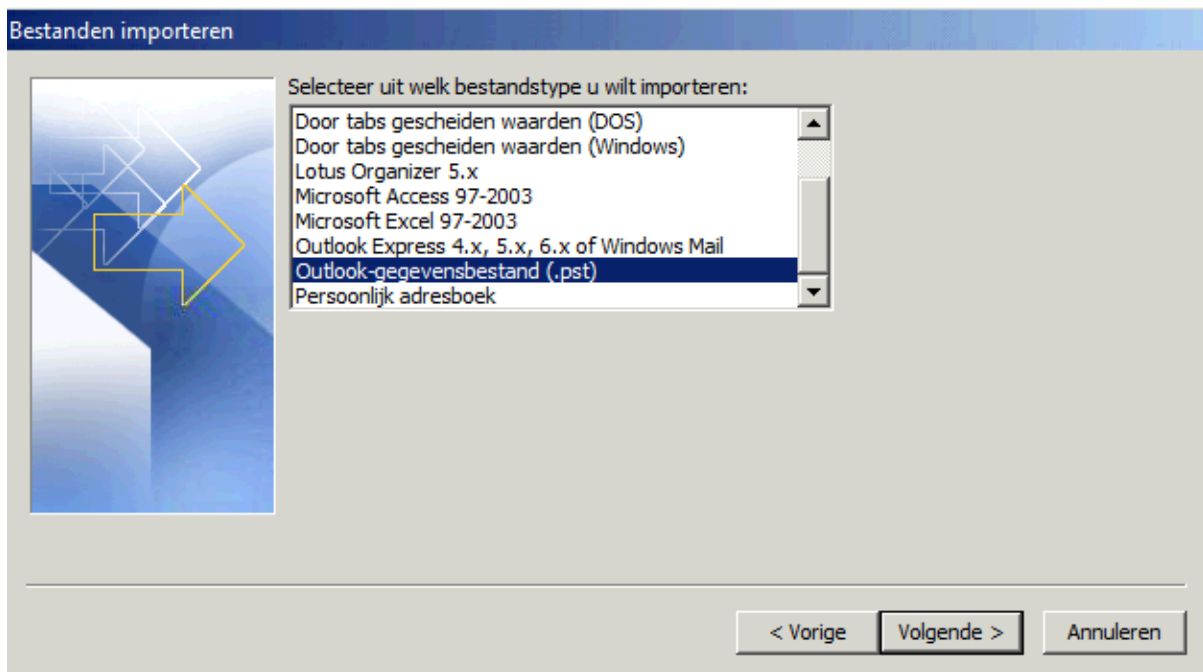 Bestanden importeren
Selecteer uit welk bestandstype u wilt importeren:
Door tabs gescheiden waarden (DOS)
Door tabs gescheiden waarden (Windows)
Lotus Organizer 5.x
Microsoft Access 97-2003
Microsoft Excel 97-2003
Outlook Express 4.x, 5.x, 6.x of Windows Mail
Outlook-gegevensbestand (.pst)
Persoonlijk adresboek
< Vorige Volgende > Annuleren